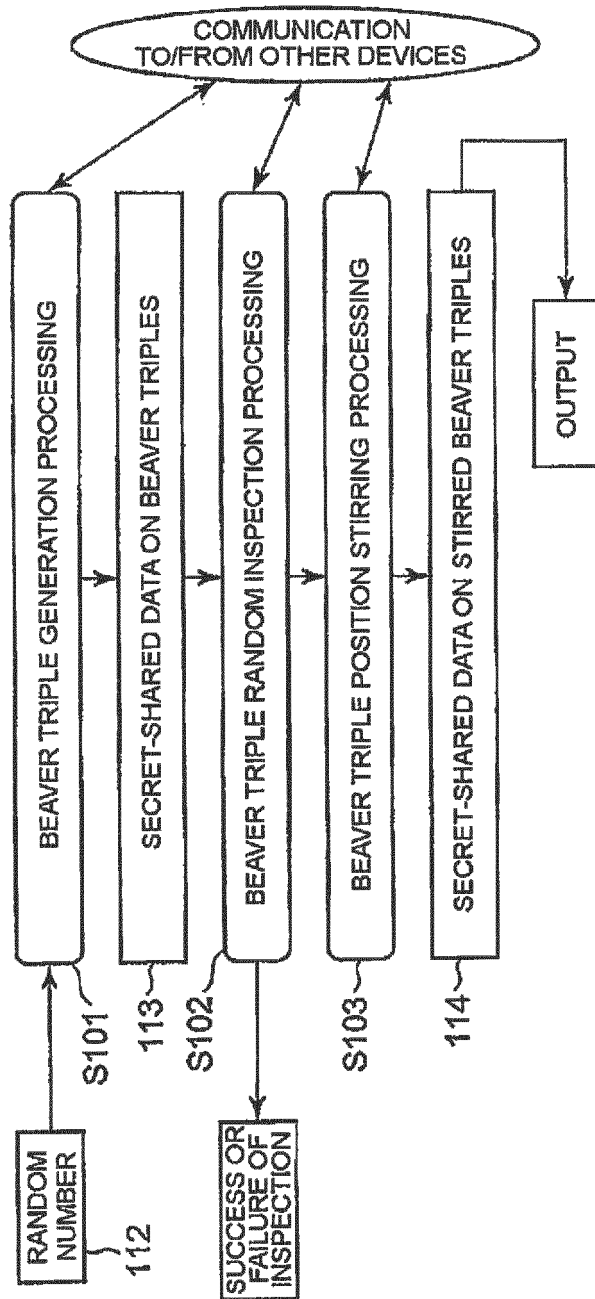 COMMUNICATION
TO/FROM OTHER DEVICES
RANDOM
NUMBER
112
BEAVER TRIPLE GENERATION PROCESSING
S101
SECRET-SHARED DATA ON BEAVER TRIPLES
113
BEAVER TRIPLE RANDOM INSPECTION PROCESSING
S102
SUCCESS OR
FAILURE OF
INSPECTION
BEAVER TRIPLE POSITION STIRRING PROCESSING
S103
SECRET-SHARED DATA ON STIRRED BEAVER TRIPLES
114
OUTPUT